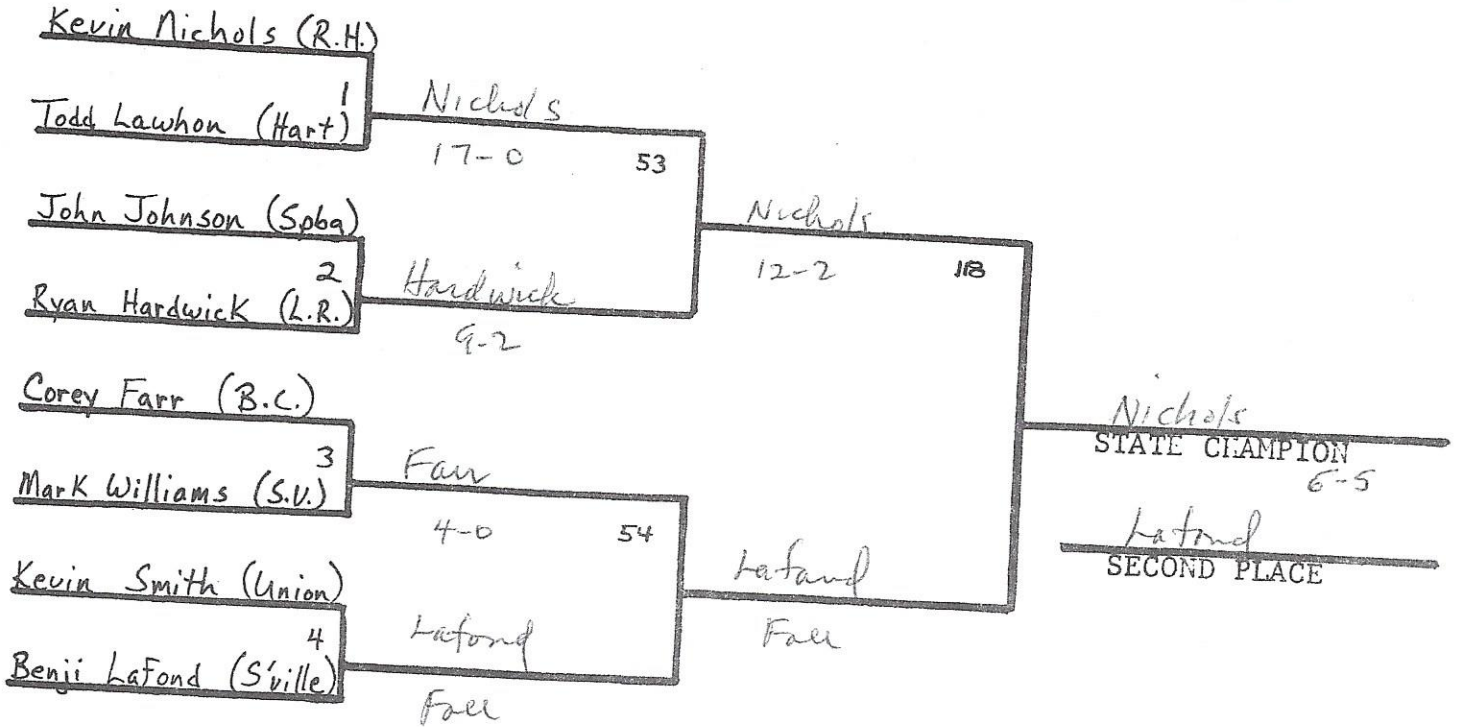 Kevin Nichols (R.H.)
1
Todd Lawhon (Hart)
Nichols
17-0
53
John Johnson (Spba)
2
Ryan Hardwick (L.R.)
Hardwick
9-2
Nichols
12-2
118
Corey Farr (B.C.)
3
Mark Williams (S.V.)
Farr
4-0
54
Kevin Smith (Union)
4
Benji LaFond (S'ville)
Lafond
Fall
Lafond
Fall
Nichols
STATE CHAMPION
6-5
Lafond
SECOND PLACE